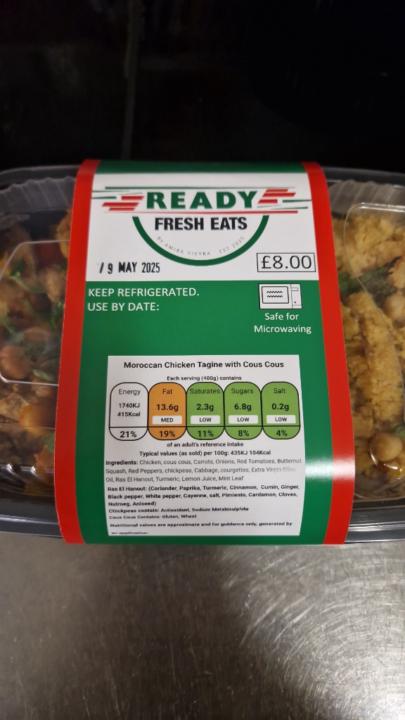 READY
FRESH EATS
EST 2025
19 MAY 2025
£8.00
KEEP REFRIGERATED.
USE BY DATE:
Safe for
Microwaving
Moroccan Chicken Tagine with Cous Cous
Each serving (400g) contains
Energy Fat Saturates Sugars Salt
1740KJ 13.6g 2.3g 6.8g 0.2g
415Kcal MED LOW LOW LOW
21% 19% 11% 8% 4%
of an adult's reference intake
Typical values (as sold) per 100g: 435KJ 104Kcal
Ingredients: Chicken, cous cous, Carrots, Onions, Red Tomatoes, Butternut
Squash, Red Peppers, chickpeas, Cabbage, courgettes, Extra Virgin Olive
Oil, Ras El Hanout, Turmeric, Lemon Juice, Mint Leaf
Ras El Hanout: (Coriander, Paprika, Turmeric, Cinnamon, Cumin, Ginger,
Black pepper, White pepper, Cayenne, salt, Pimiento, Cardamon, Cloves,
Nutmeg, Aniseed)
Chickpeas contain: Antioxidant, Sodium Metabisulphite
Cous Cous Contains: Gluten, Wheat
Nutritional values are approximate and for guidance only, generated by